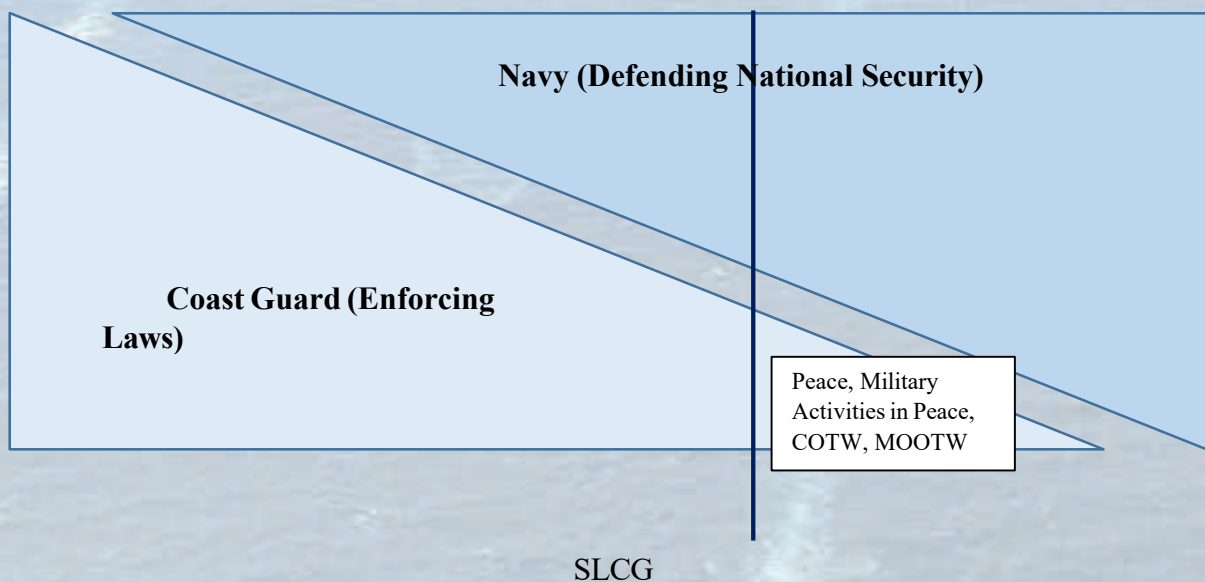 Navy (Defending National Security)
Coast Guard (Enforcing
Laws)
Peace, Military
Activities in Peace,
COTW, MOOTW
SLCG